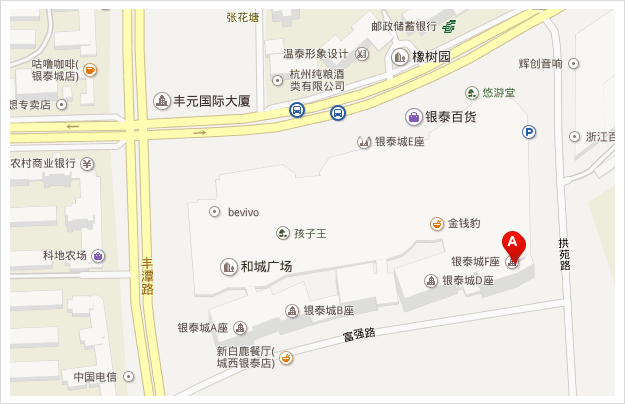 张花塘
邮政储蓄银行
咕噜咖啡(
银泰城店)
温泰形象设计
橡树园
辉创音响
杭州纯粮酒
类有限公司
悠游堂
想专卖店
丰元国际大厦
银泰百货
P
浙江百
银泰城E座
农村商业银行
¥
bevivo
金钱豹
孩子王
A
拱苑路
科地农场
丰潭路
和城广场
银泰城F座
银泰城D座
银泰城B座
银泰城A座
富强路
新白鹿餐厅(
城西银泰店)
中国电信